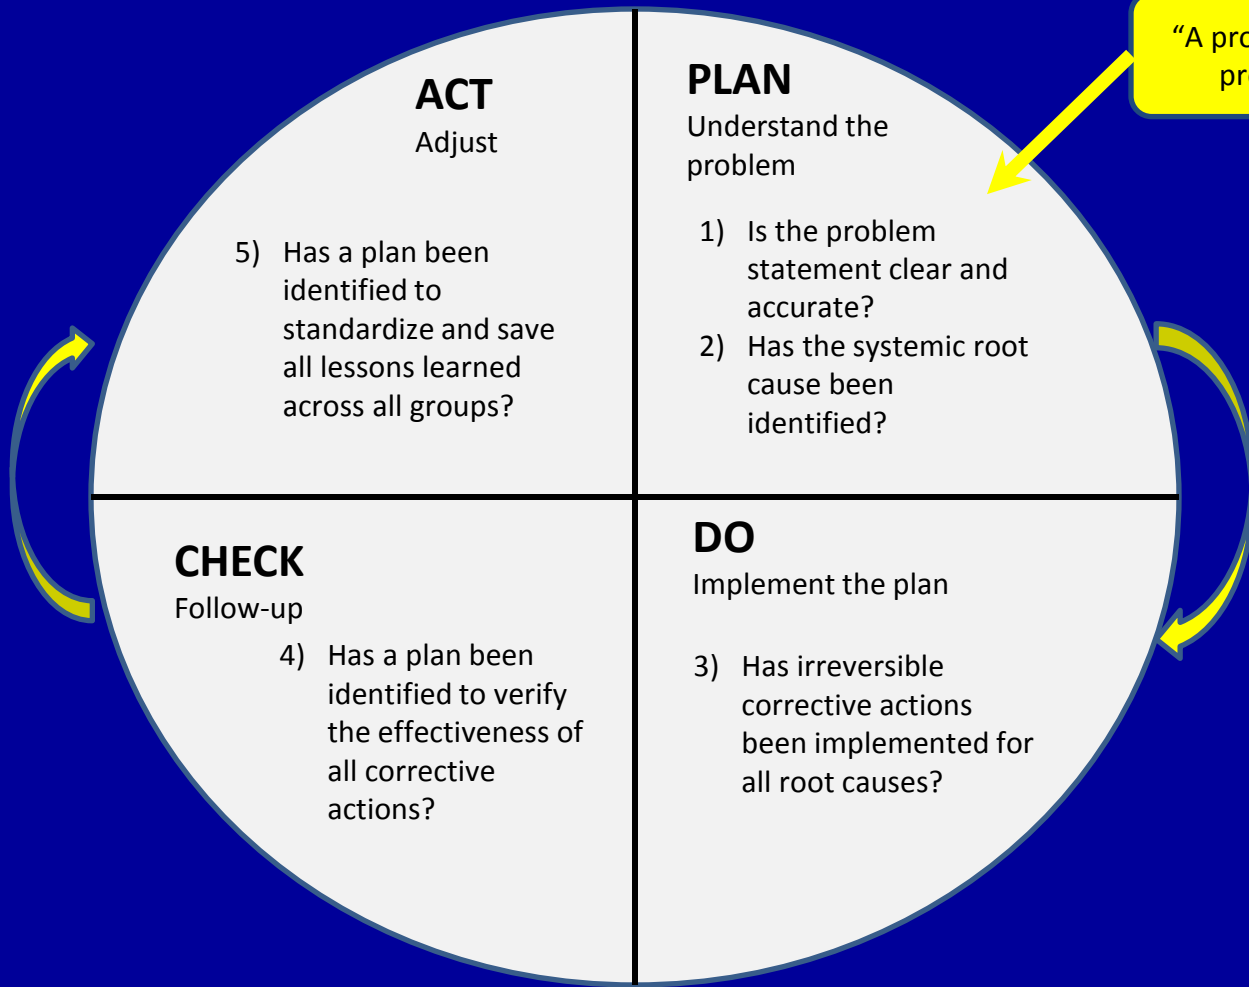 ACT
Adjust
5) Has a plan been
identified to
standardize and save
all lessons learned
across all groups?
PLAN
Understand the
problem
1) Is the problem
statement clear and
accurate?
2) Has the systemic root
cause been
identified?
“A
CHECK
Follow-up
4) Has a plan been
identified to verify
the effectiveness of
all corrective
actions?
DO
Implement the plan
3) Has irreversible
corrective actions
been implemented for
all root causes?